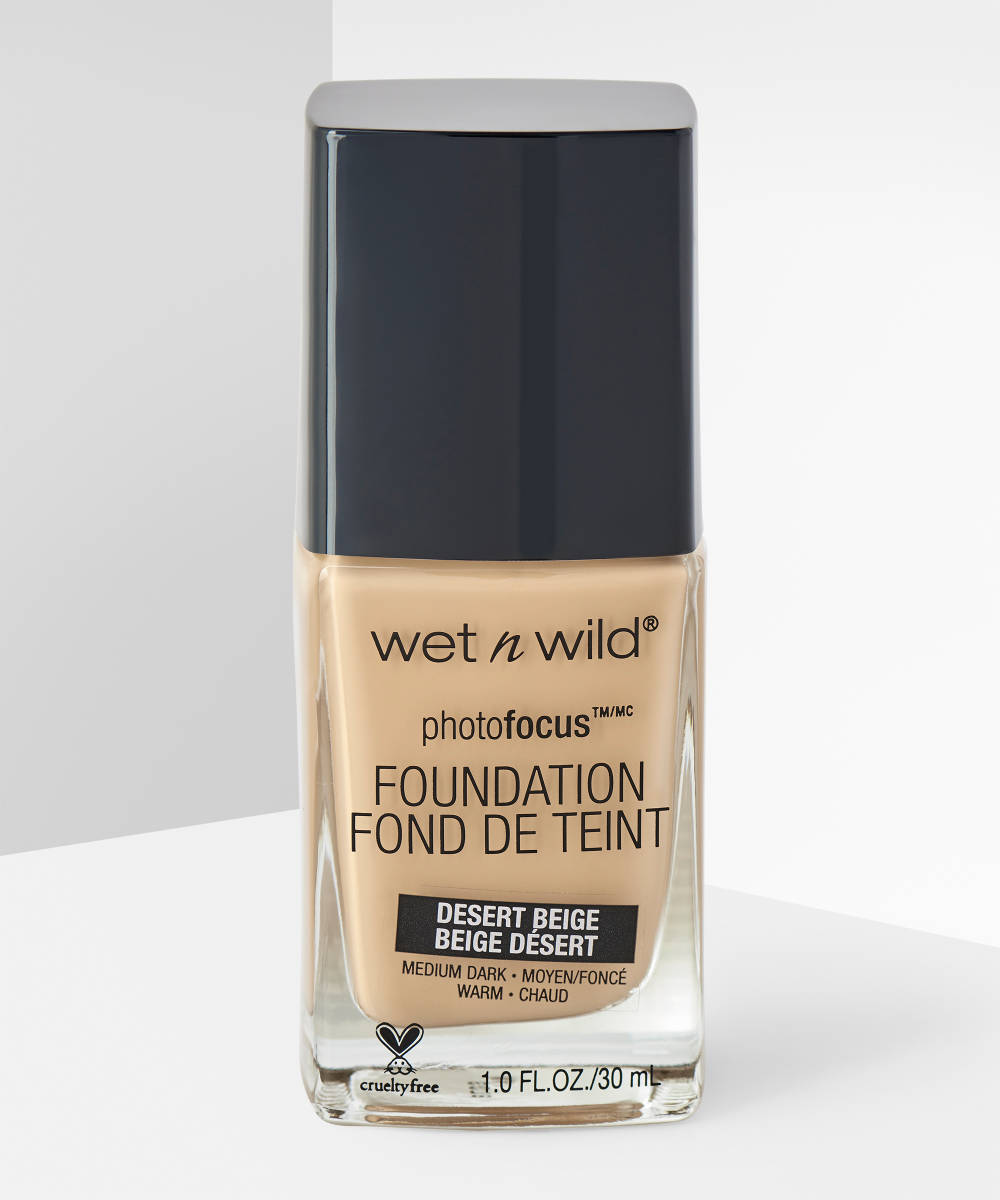 wet n wild®
photofocus™/MC
FOUNDATION
FOND DE TEINT
DESERT BEIGE
BEIGE DÉSERT
MEDIUM DARK • MOYEN/FONCÉ
WARM • CHAUD
crueltyfree
1.0 FL.OZ./30 mL